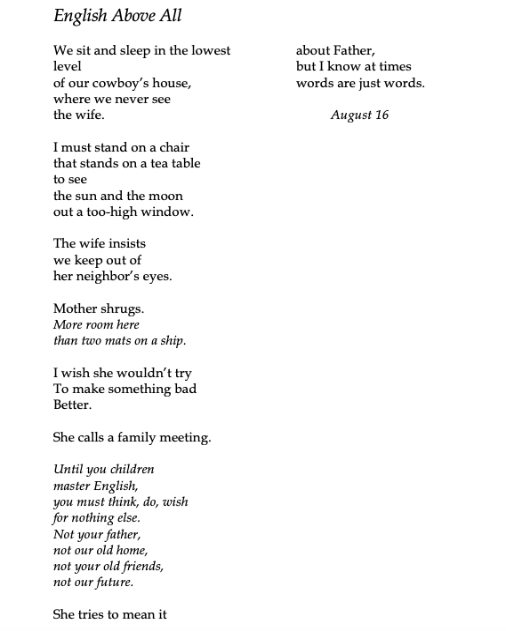 English Above All
We sit and sleep in the lowest
level
of our cowboy’s house,
where we never see
the wife.
I must stand on a chair
that stands on a tea table
to see
the sun and the moon
out a too-high window.
The wife insists
we keep out of
her neighbor’s eyes.
Mother shrugs.
More room here
than two mats on a ship.
I wish she wouldn’t try
To make something bad
Better.
She calls a family meeting.
Until you children
master English,
you must think, do, wish
for nothing else.
Not your father,
not our old home,
not your old friends,
not our future.
She tries to mean it
about Father,
but I know at times
words are just words.
August 16